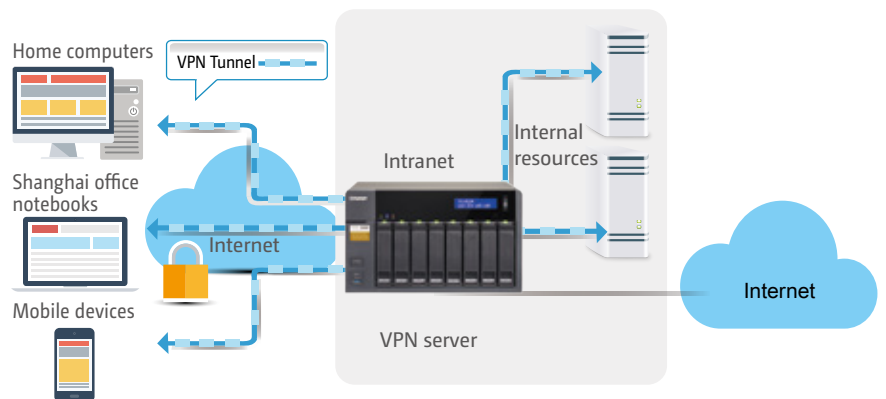 Home computers
VPN Tunnel
Internal
resources
Intranet
Shanghai office
notebooks
Internet
Internet
Mobile devices
VPN server